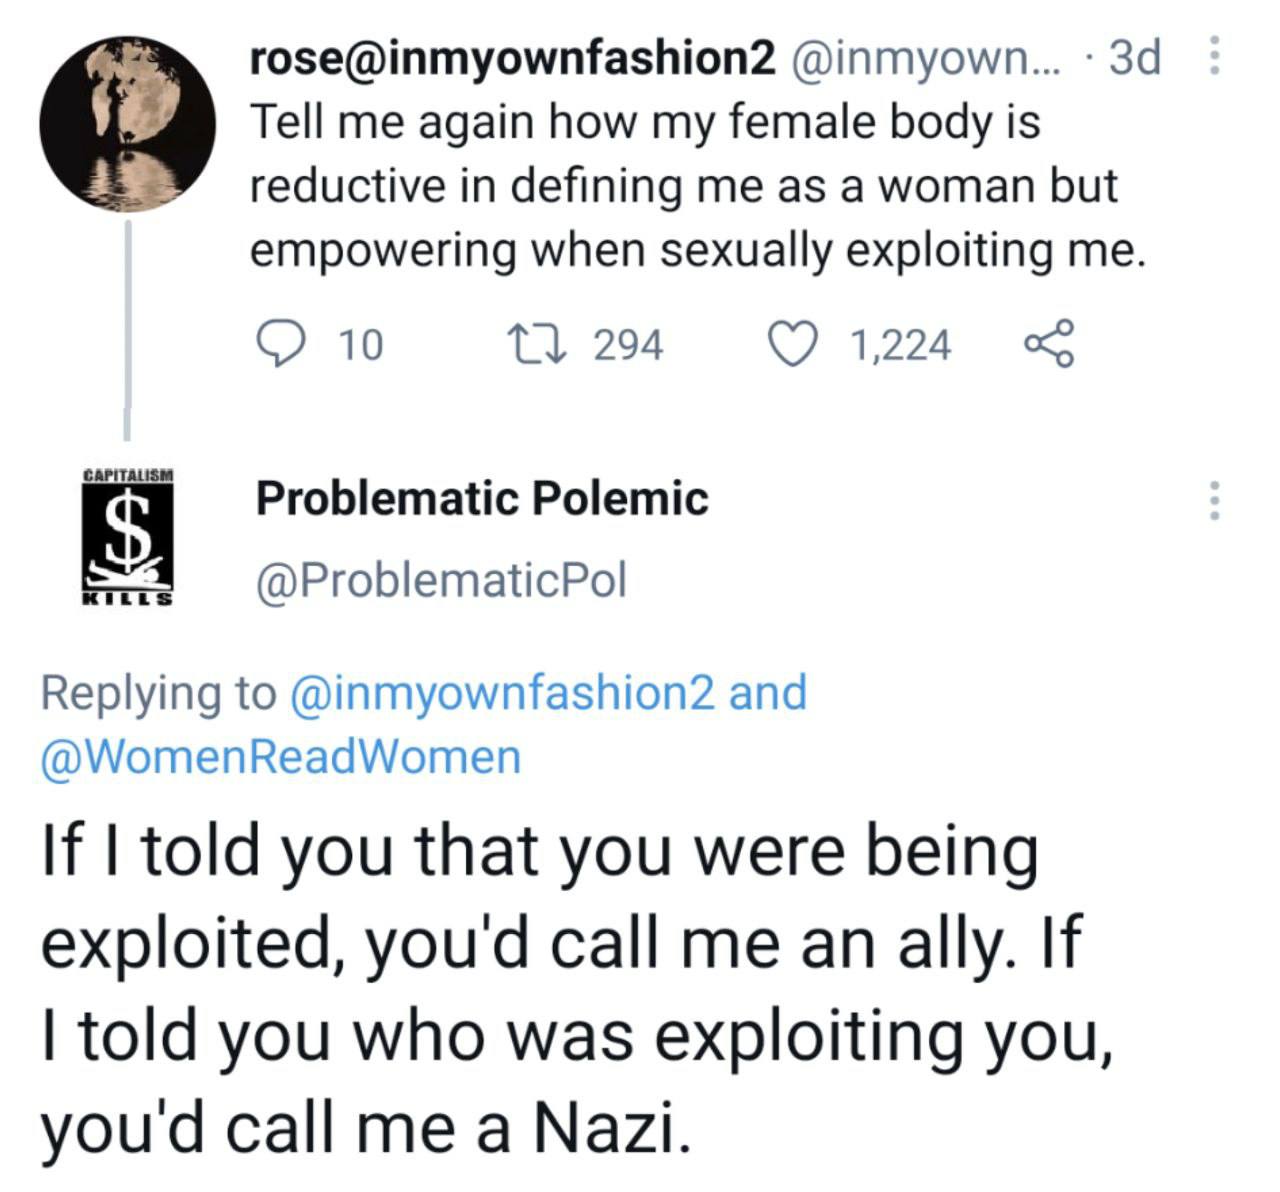 rose@inmyownfashion2 @inmyown... · 3d
Tell me again how my female body is
reductive in defining me as a woman but
empowering when sexually exploiting me.
10 294 1,224
CAPITALISM
$
KILLS
Problematic Polemic
@ProblematicPol
Replying to @inmyownfashion2 and
@WomenReadWomen
If I told you that you were being
exploited, you'd call me an ally. If
I told you who was exploiting you,
you'd call me a Nazi.